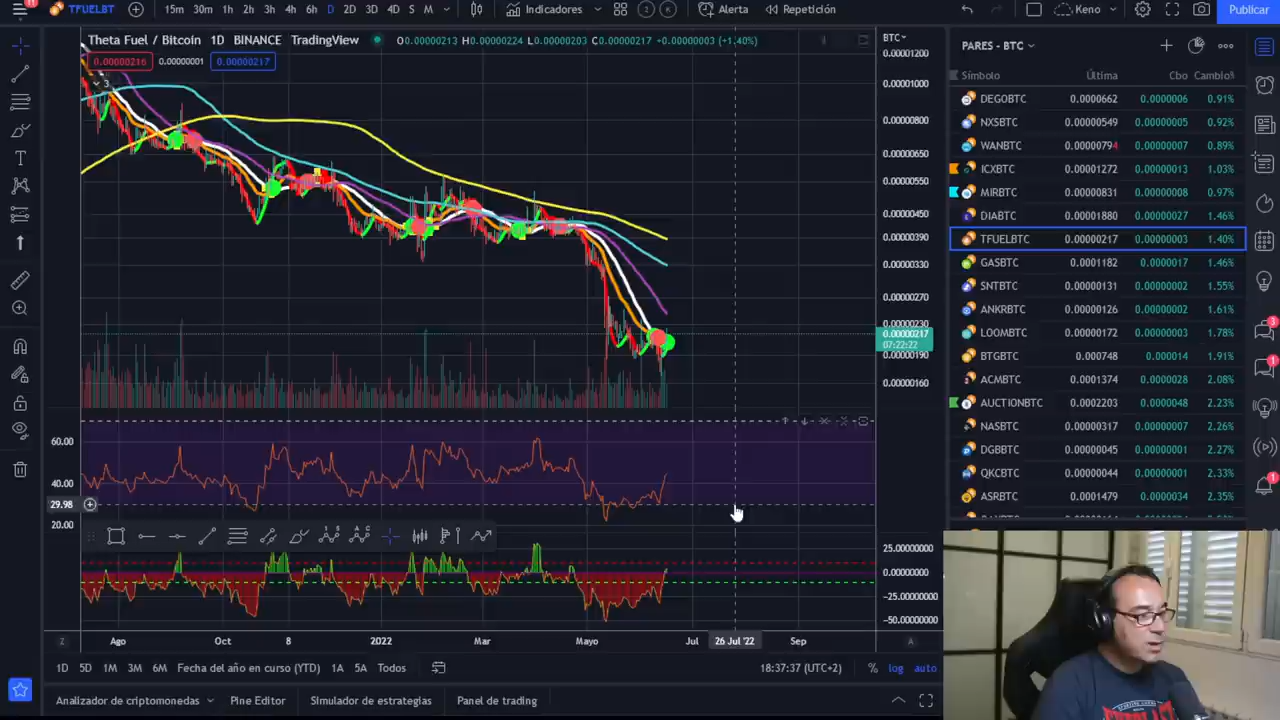 11
TFUELBT 15m 30m 1h 2h 3h 4h 6h D 2D 3D 4D S M Indicadores 2 K Alerta Repetición Keno Publicar
Theta Fuel / Bitcoin 1D BINANCE TradingView O0.00000213 H0.00000224 L0.00000203 C0.00000217 +0.00000003 (+1.40%)
0.00000216 0.00000001 0.00000217
3
BTC
0.00001200
0.00001000
0.00000800
0.00000650
0.00000550
0.00000450
0.00000390
0.00000330
0.00000270
0.00000230
0.00000217
07:22:22
0.00000190
0.00000160
60.00
40.00
29.98
20.00
25.00000000
0.00000000
-25.00000000
-50.00000000
Z Ago Oct 8 2022 Mar Mayo Jul 26 Jul '22 Sep A
1D 5D 1M 3M 6M Fecha del año en curso (YTD) 1A 5A Todos 18:37:37 (UTC+2) % log auto
Analizador de criptomonedas Pine Editor Simulador de estrategias Panel de trading
PARES - BTC
Símbolo Última Cbo Cambio%
DEGOBTC 0.0000662 0.0000006 0.91%
NXSBTC 0.0000549 0.0000005 0.92%
WANBTC 0.0000794 0.0000007 0.89%
ICXBTC 0.00001272 0.0000013 1.03%
MIRBTC 0.00000831 0.0000008 0.97%
DIABTC 0.00001880 0.00000027 1.46%
TFUELBTC 0.00000217 0.00000003 1.40%
GASBTC 0.0001182 0.0000017 1.46%
SNTBTC 0.00000131 0.00000002 1.55%
ANKRBTC 0.00000126 0.00000002 1.61%
LOOMBTC 0.00000172 0.00000003 1.78%
BTGBTC 0.000748 0.000014 1.91%
ACMBTC 0.0001374 0.0000028 2.08%
AUCTIONBTC 0.0002203 0.0000048 2.23%
NASBTC 0.0000317 0.0000007 2.26%
DGBBTC 0.00000045 0.00000001 2.27%
QKCBTC 0.00000044 0.00000001 2.33%
ASRBTC 0.0001479 0.0000034 2.35%